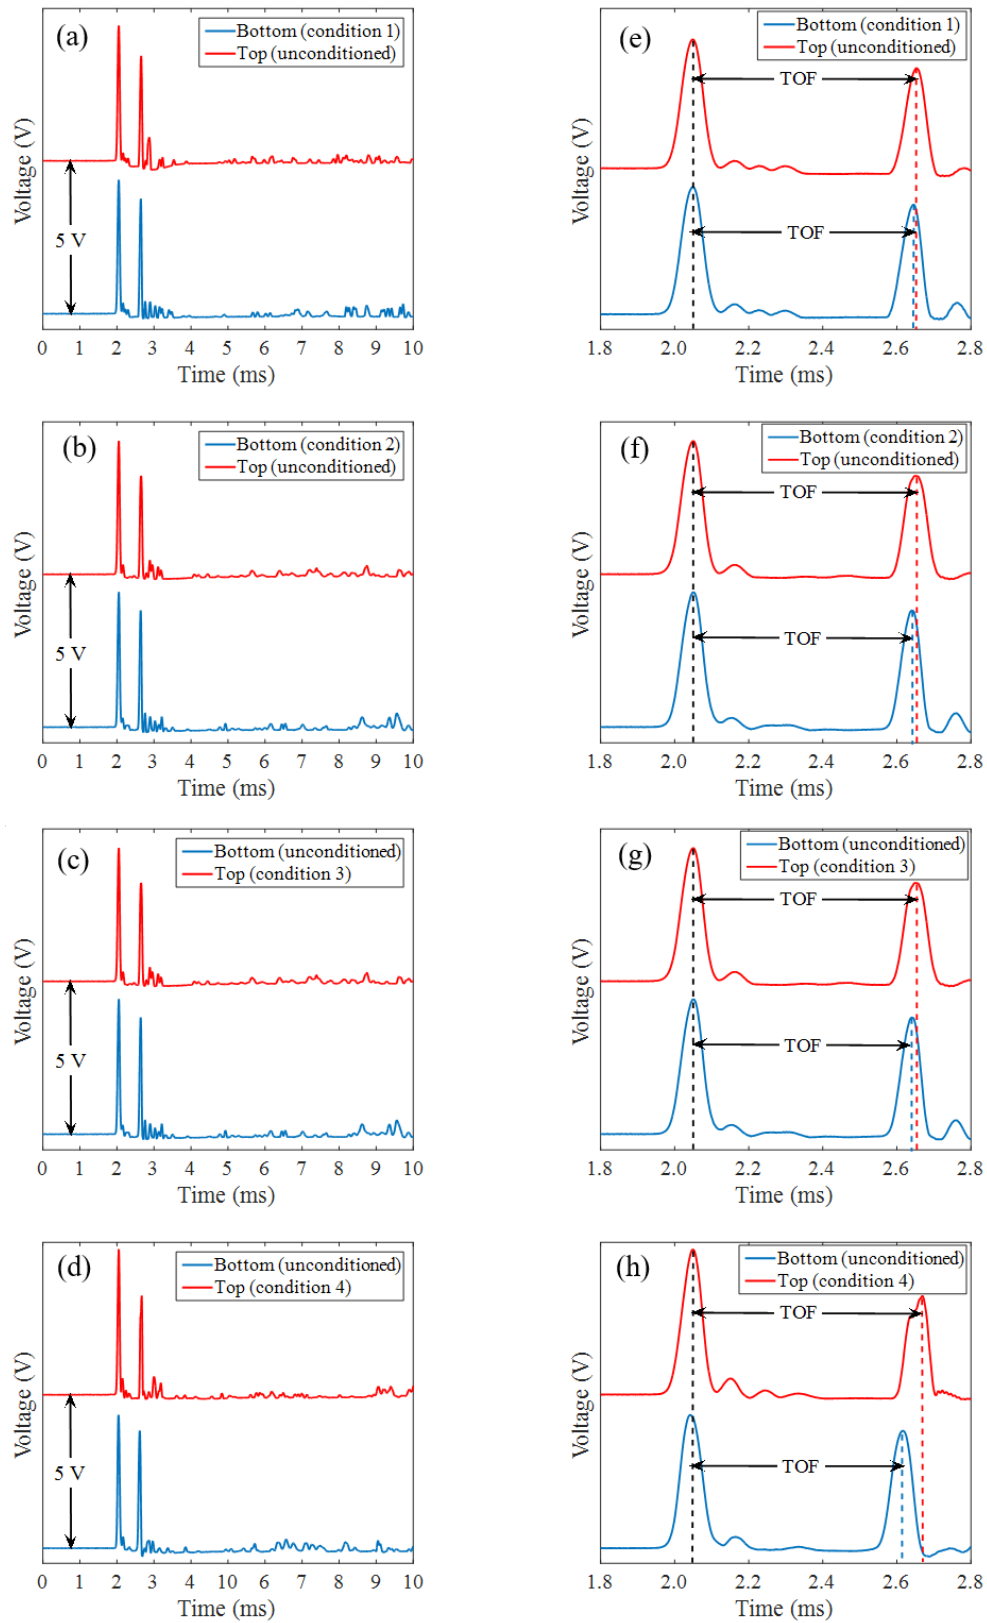 (a)
Bottom (condition 1)
Top (unconditioned)
Voltage (V)
5 V
0 1 2 3 4 5 6 7 8 9 10
Time (ms)
(e)
Bottom (condition 1)
Top (unconditioned)
TOF
TOF
Voltage (V)
1.8 2.0 2.2 2.4 2.6 2.8
Time (ms)
(b)
Bottom (condition 2)
Top (unconditioned)
Voltage (V)
5 V
0 1 2 3 4 5 6 7 8 9 10
Time (ms)
(f)
Bottom (condition 2)
Top (unconditioned)
TOF
TOF
Voltage (V)
1.8 2.0 2.2 2.4 2.6 2.8
Time (ms)
(c)
Bottom (unconditioned)
Top (condition 3)
Voltage (V)
5 V
0 1 2 3 4 5 6 7 8 9 10
Time (ms)
(g)
Bottom (unconditioned)
Top (condition 3)
TOF
TOF
Voltage (V)
1.8 2.0 2.2 2.4 2.6 2.8
Time (ms)
(d)
Bottom (unconditioned)
Top (condition 4)
Voltage (V)
5 V
0 1 2 3 4 5 6 7 8 9 10
Time (ms)
(h)
Bottom (unconditioned)
Top (condition 4)
TOF
TOF
Voltage (V)
1.8 2.0 2.2 2.4 2.6 2.8
Time (ms)